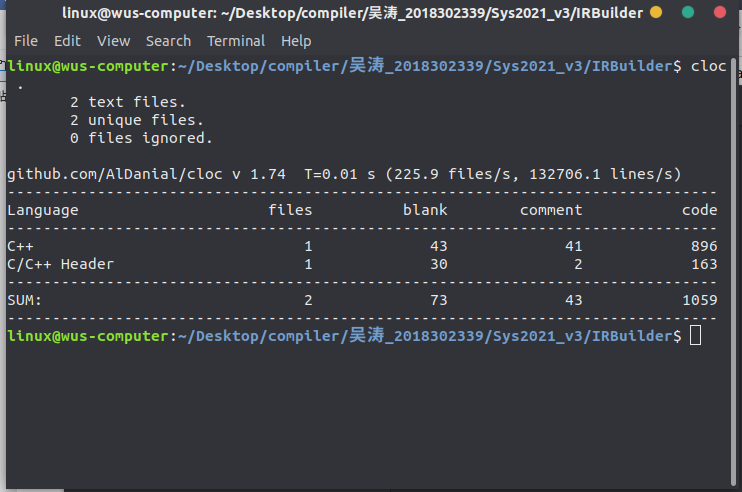 linux@wus-computer: ~/Desktop/compiler/吴涛_2018302339/Sys2021_v3/IRBuilder
File Edit View Search Terminal Help
linux@wus-computer:~/Desktop/compiler/吴涛_2018302339/Sys2021_v3/IRBuilder$ cloc
.
2 text files.
2 unique files.
0 files ignored.
github.com/AlDanial/cloc v 1.74 T=0.01 s (225.9 files/s, 132706.1 lines/s)
-------------------------------------------------------------------------------
Language files blank comment code
-------------------------------------------------------------------------------
C++ 1 43 41 896
C/C++ Header 1 30 2 163
-------------------------------------------------------------------------------
SUM: 2 73 43 1059
-------------------------------------------------------------------------------
linux@wus-computer:~/Desktop/compiler/吴涛_2018302339/Sys2021_v3/IRBuilder$